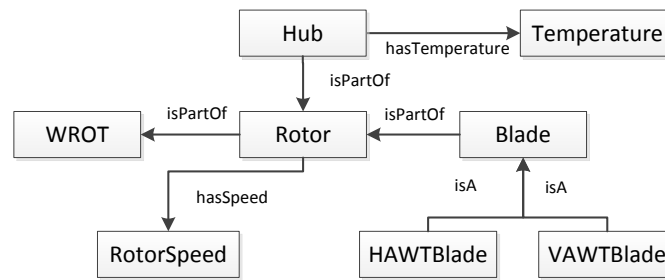 Hub
Temperature
hasTemperature
isPartOf
isPartOf
isPartOf
WROT
Rotor
Blade
hasSpeed
isA
isA
RotorSpeed
HAWTBlade
VAWTBlade